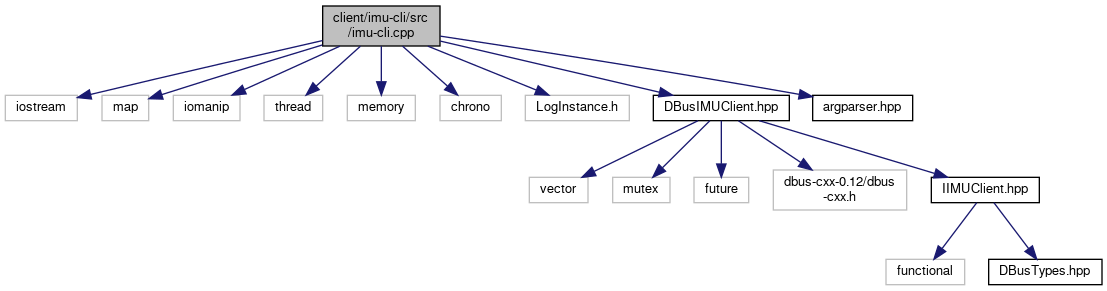 client/imu-cli/src
/imu-cli.cpp
iostream
map
iomanip
thread
memory
chrono
LogInstance.h
DBusIMUClient.hpp
argparser.hpp
vector
mutex
future
dbus-cxx-0.12/dbus
-cxx.h
IIMUClient.hpp
functional
DBusTypes.hpp